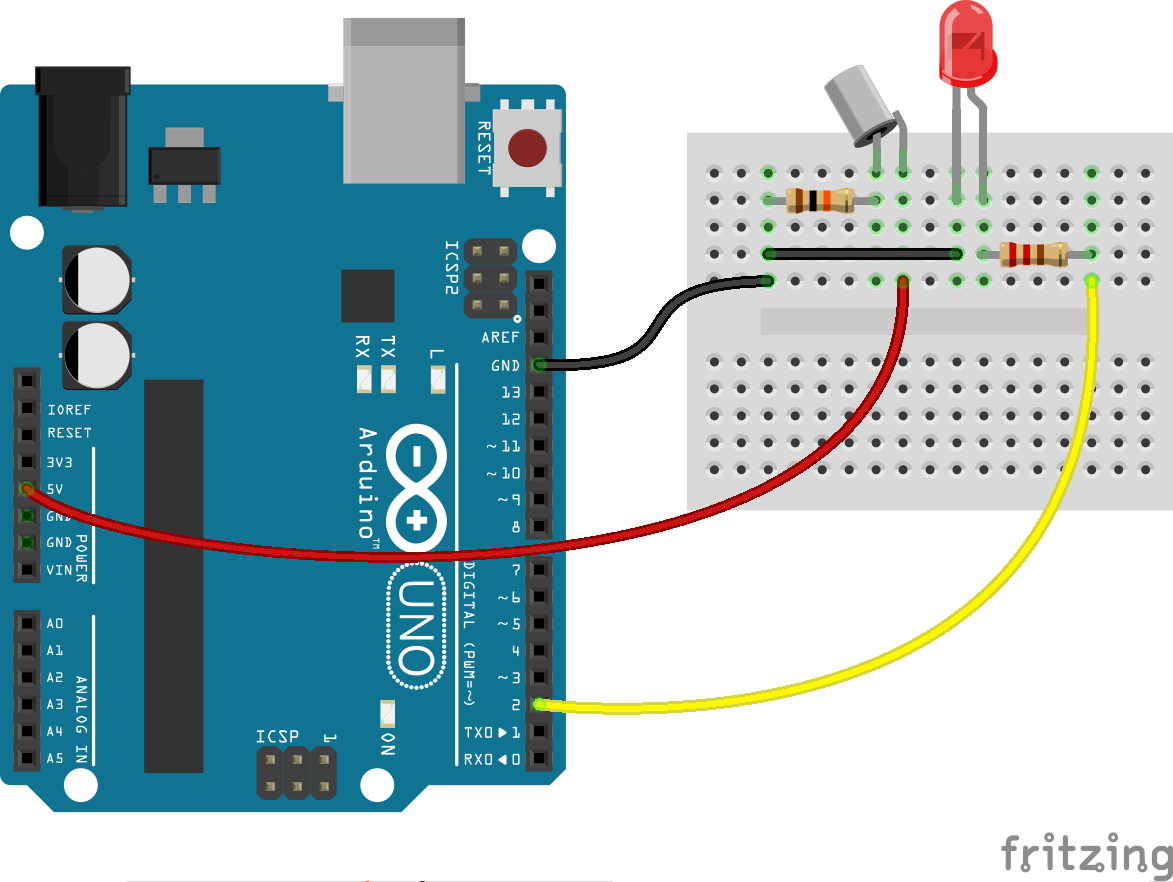 RESET
ICSP2
AREF
GND
RX
TX
L
13
12
~11
~10
~9
8
IOREF
RESET
3V3
5V
GND
GND
VIN
POWER
Arduino™
UNO
7
~6
~5
4
~3
2
TX0▶1
RX0◀0
DIGITAL (PWM=~)
A0
A1
A2
A3
A4
A5
ANALOG IN
ICSP
1
ON
fritzing